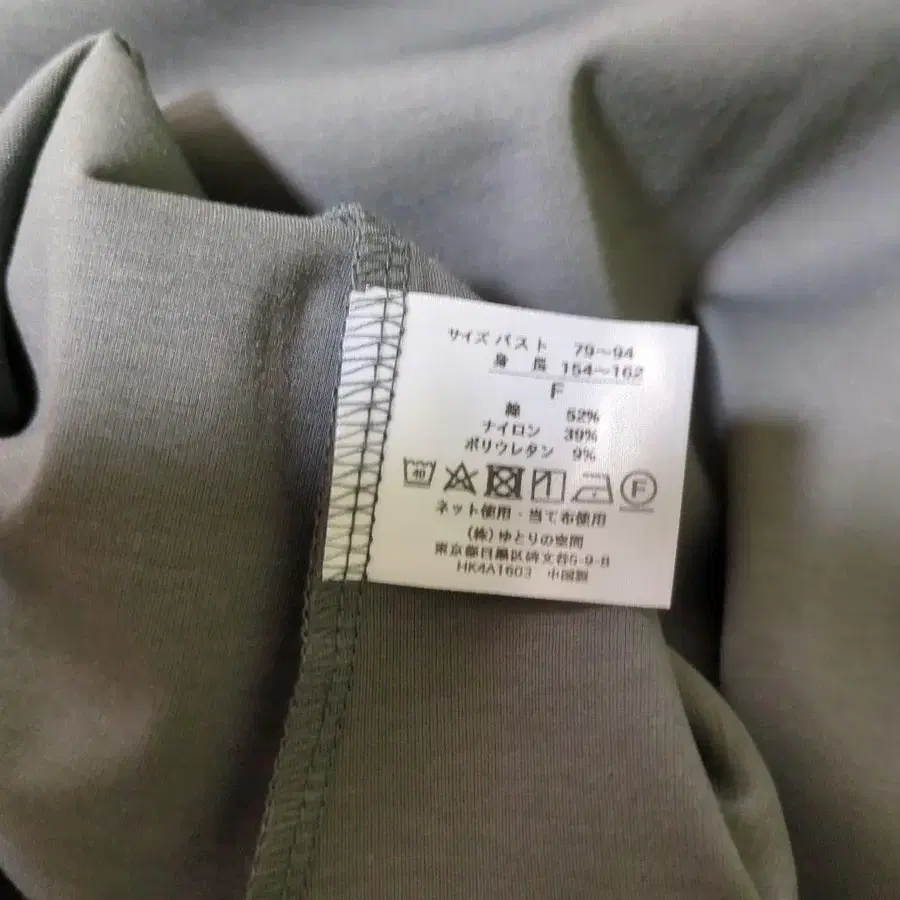 サイズ バスト 79～94
身長 154～162
F
綿 52%
ナイロン 39%
ポリウレタン 9%
40 F
ネット使用・当て布使用
(株)ゆとりの空間
東京都目黒区碑文谷5-9-8
HK4A1603 中国製